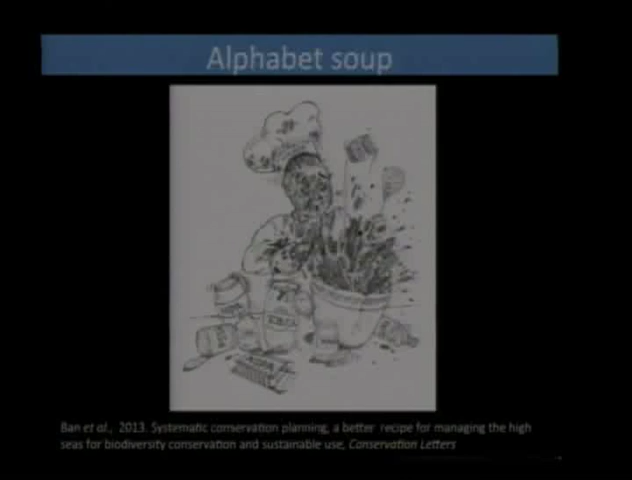 Alphabet soup
Ban et al., 2013. Systematic conservation planning, a better recipe for managing the high
seas for biodiversity conservation and sustainable use, Conservation Letters